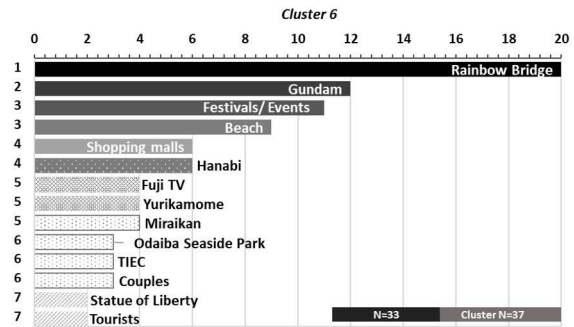 Cluster 6
0 2 4 6 8 10 12 14 16 18 20
1 Rainbow Bridge
2 Gundam
3 Festivals/ Events
3 Beach
4 Shopping malls
4 Hanabi
5 Fuji TV
5 Yurikamome
5 Miraikan
6 Odaiba Seaside Park
6 TIEC
6 Couples
7 Statue of Liberty
7 Tourists N=33 Cluster N=37